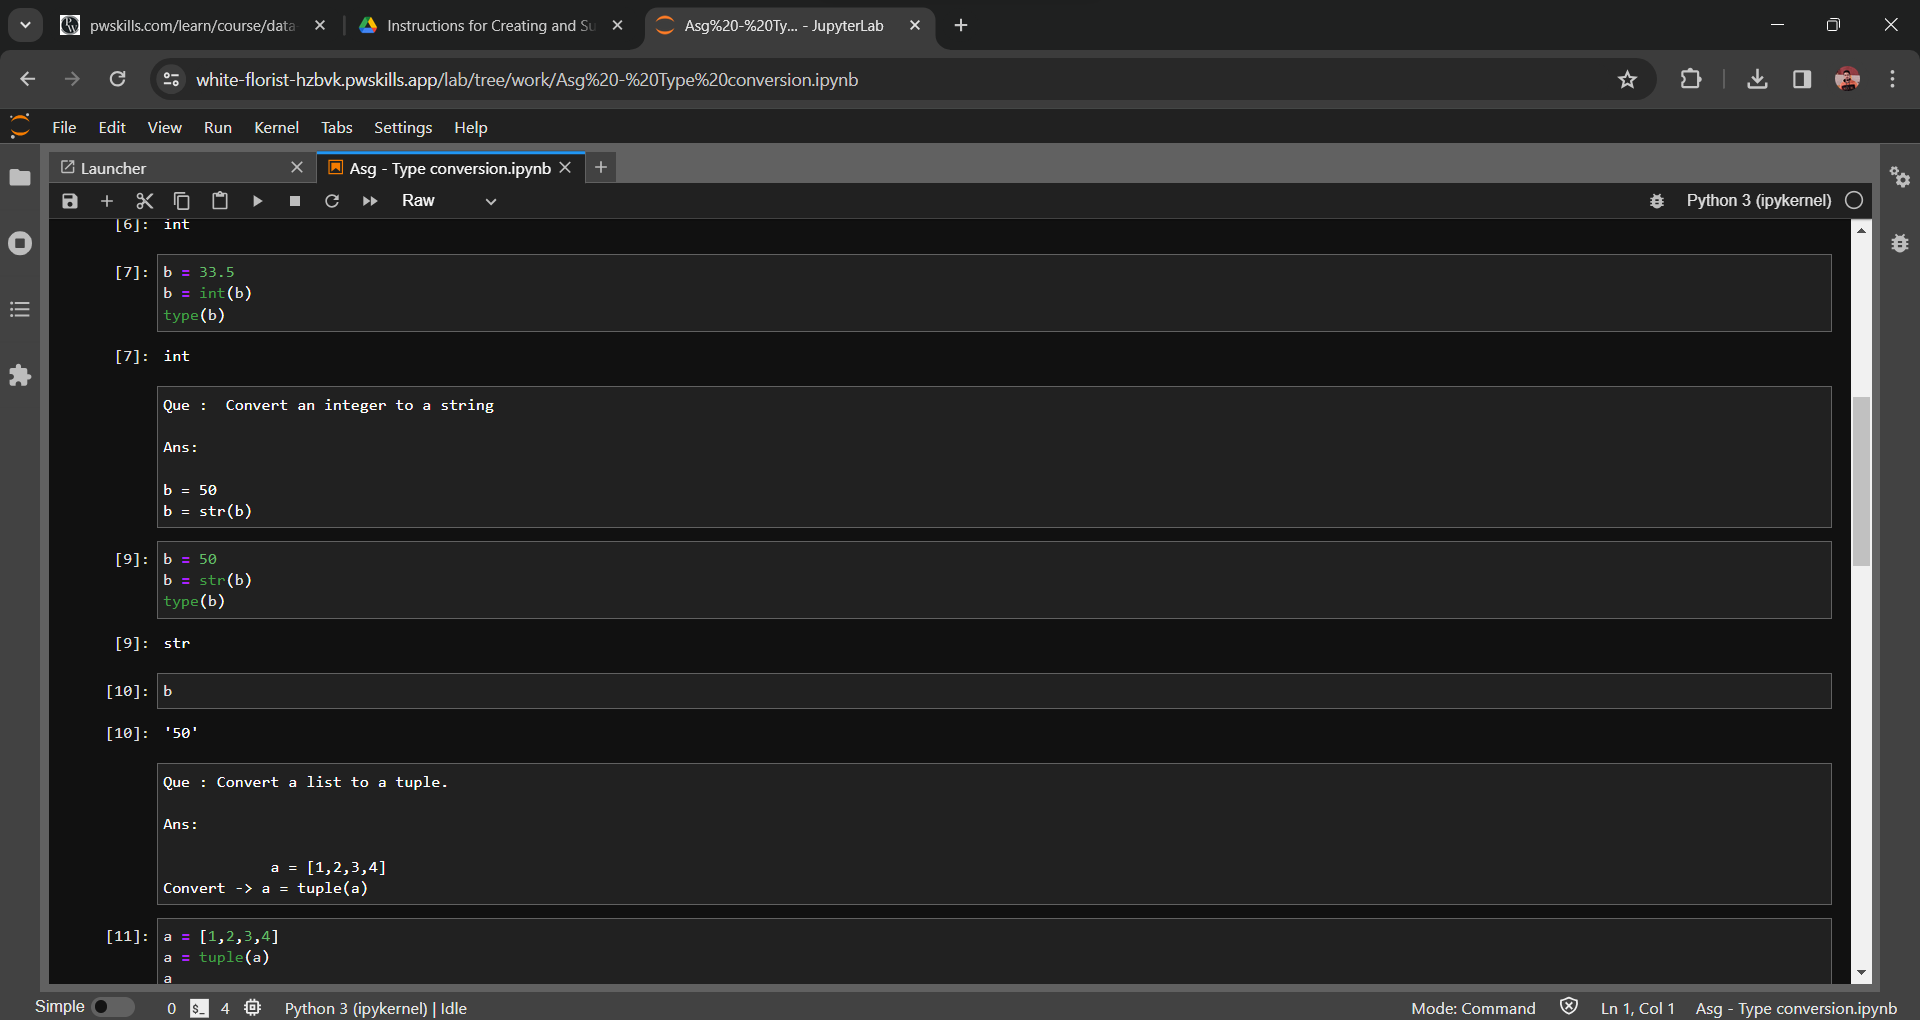 pwskills.com/learn/course/data-
Instructions for Creating and Su
Asg%20-%20Ty... - JupyterLab
white-florist-hzbvk.pwskills.app/lab/tree/work/Asg%20-%20Type%20conversion.ipynb
File Edit View Run Kernel Tabs Settings Help
Launcher
Asg - Type conversion.ipynb
Raw
Python 3 (ipykernel)
[6]: int
[7]: b = 33.5
b = int(b)
type(b)
[7]: int
Que :  Convert an integer to a string
Ans:
b = 50
b = str(b)
[9]: b = 50
b = str(b)
type(b)
[9]: str
[10]: b
[10]: '50'
Que : Convert a list to a tuple.
Ans:
a = [1,2,3,4]
Convert -> a = tuple(a)
[11]: a = [1,2,3,4]
a = tuple(a)
a
Simple 0 $_ 4 Python 3 (ipykernel) | Idle Mode: Command Ln 1, Col 1 Asg - Type conversion.ipynb